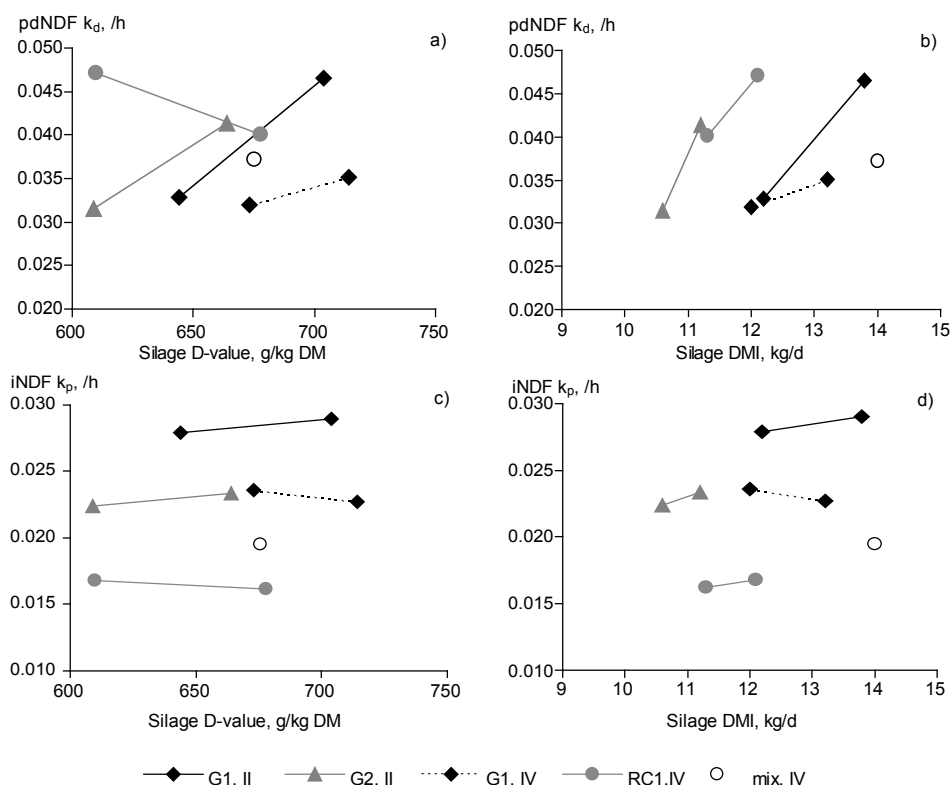 pdNDF kd, /h
a)
0.050
0.045
0.040
0.035
0.030
0.025
0.020
600 650 700 750
Silage D-value, g/kg DM
pdNDF kd, /h
b)
0.050
0.045
0.040
0.035
0.030
0.025
0.020
9 10 11 12 13 14 15
Silage DMI, kg/d
iNDF kp, /h
c)
0.030
0.025
0.020
0.015
0.010
600 650 700 750
Silage D-value, g/kg DM
iNDF kp, /h
d)
0.030
0.025
0.020
0.015
0.010
9 10 11 12 13 14 15
Silage DMI, kg/d
G1, II G2, II G1, IV RC1,IV mix, IV